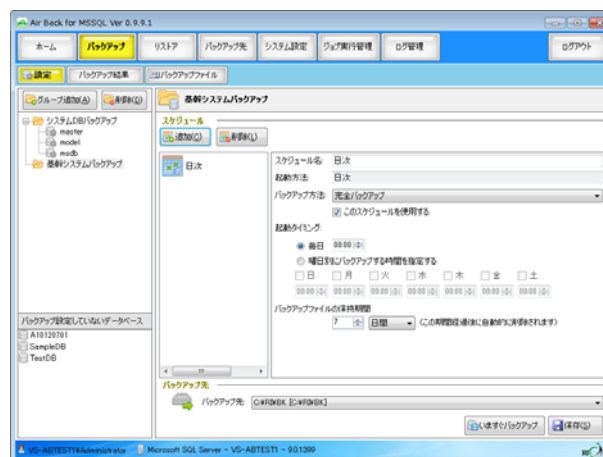 Air Back for MSSQL Ver 0.9.9.1
ホーム
バックアップ
リストア
バックアップ先
システム設定
ジョブ実行管理
ログ管理
ログアウト
設定
バックアップ結果
バックアップファイル
グループ追加(A)
削除(D)
基幹システムバックアップ
システムDBバックアップ
master
model
msdb
基幹システムバックアップ
スケジュール
追加(C)
削除(L)
日次
スケジュール名: 日次
起動方法: 日次
バックアップ方法: 完全バックアップ
このスケジュールを使用する
起動タイミング:
毎日 00:00
曜日別にバックアップする時間を指定する
日 月 火 水 木 金 土
00:00 00:00 00:00 00:00 00:00 00:00 00:00
バックアップファイルの保持期間
7 日間 (この期間経過後に自動的に削除されます)
バックアップ設定していないデータベース
A10120701
SampleDB
TestDB
バックアップ先
バックアップ先:
いますぐバックアップ
保存(S)
VS-ABTEST1¥Administrator
Microsoft SQL Server - VS-ABTEST1 - 9.0.1399